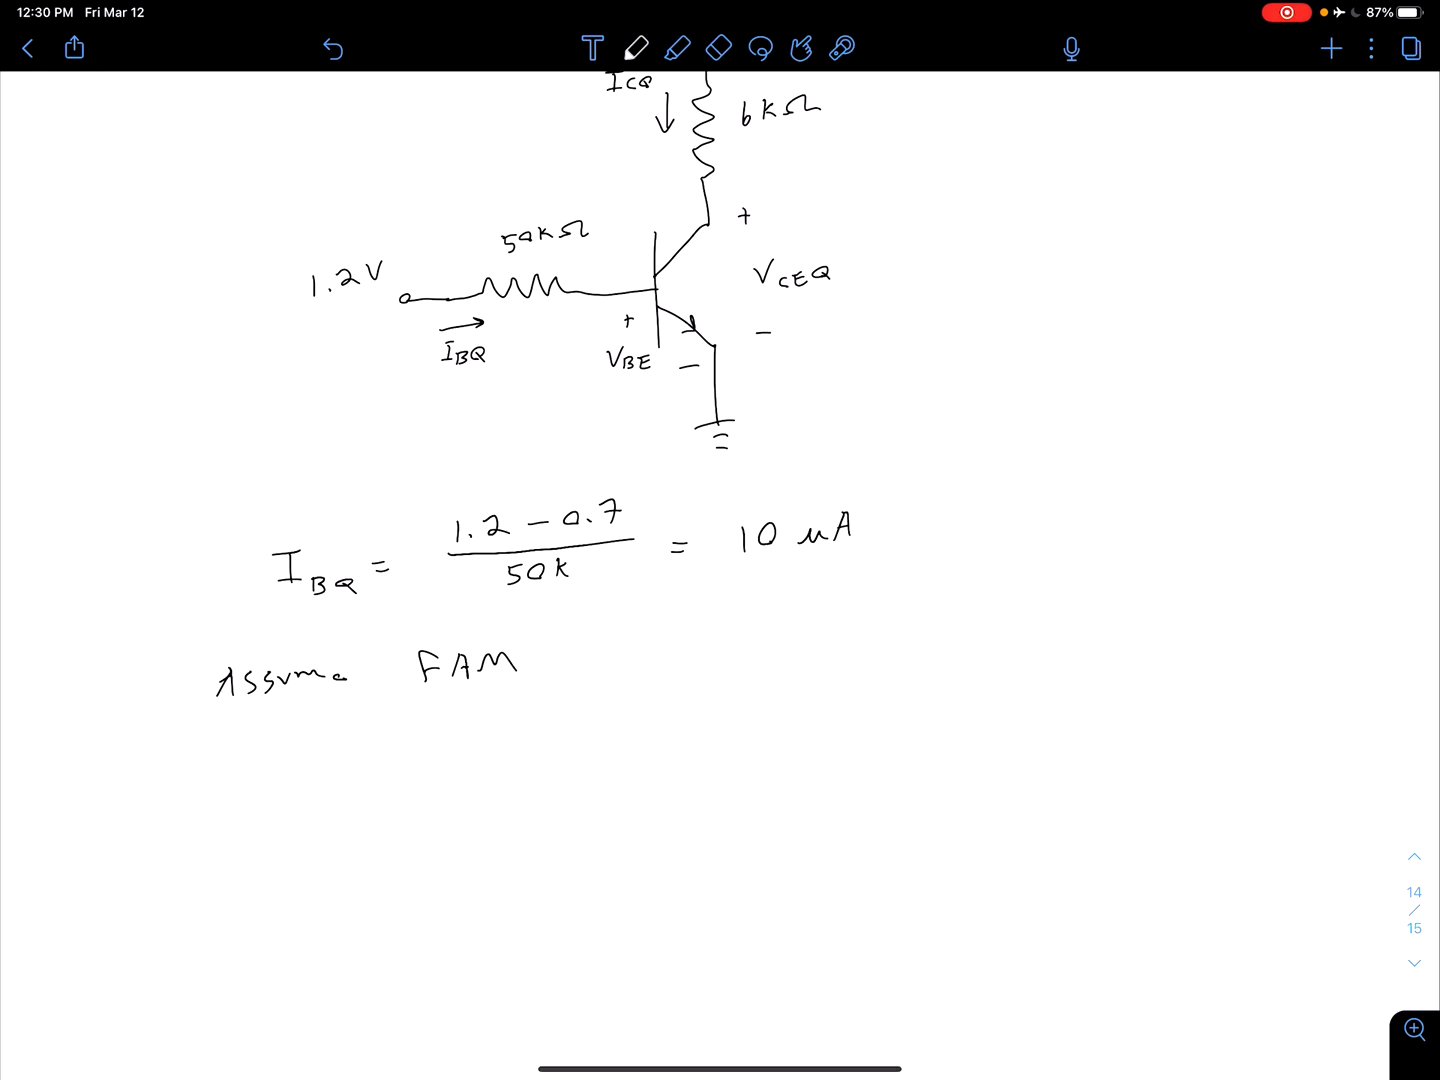 12:30 PM Fri Mar 12
87%
ICQ
6kΩ
50kΩ
+
1.2V
VCEQ
+
−
IBQ
VBE
−
IBQ = (1.2 − 0.7) / 50k = 10 μA
Assume FAM
14
/
15